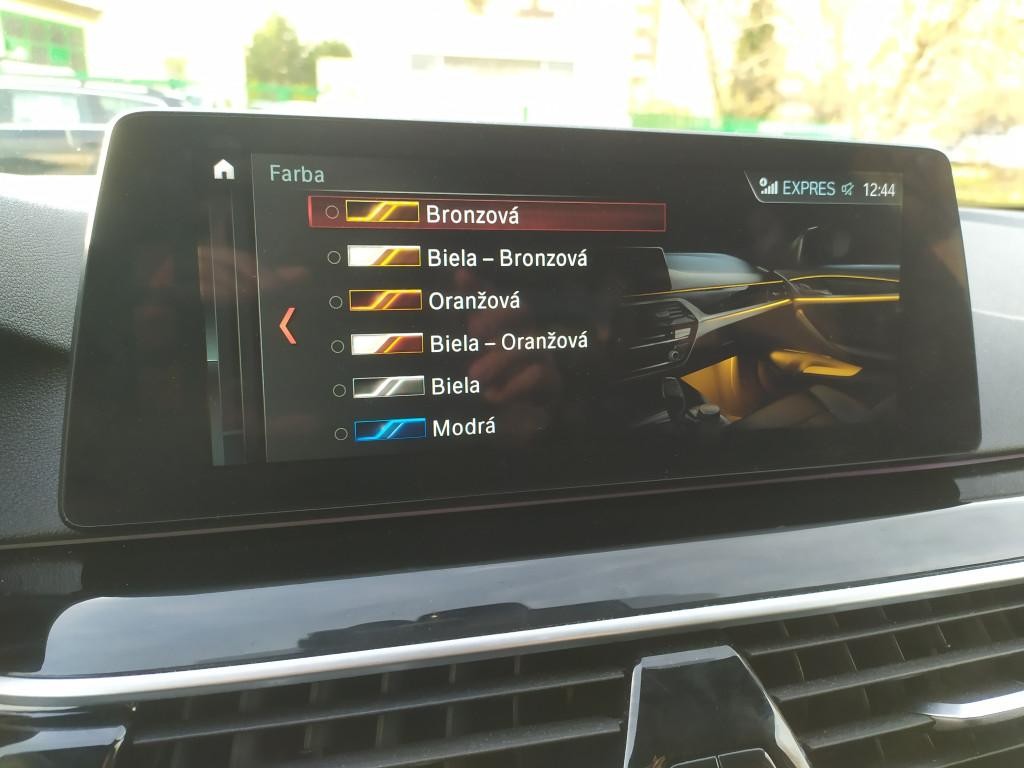 Farba
EXPRES 12:44
Bronzová
Biela – Bronzová
Oranžová
Biela – Oranžová
Biela
Modrá